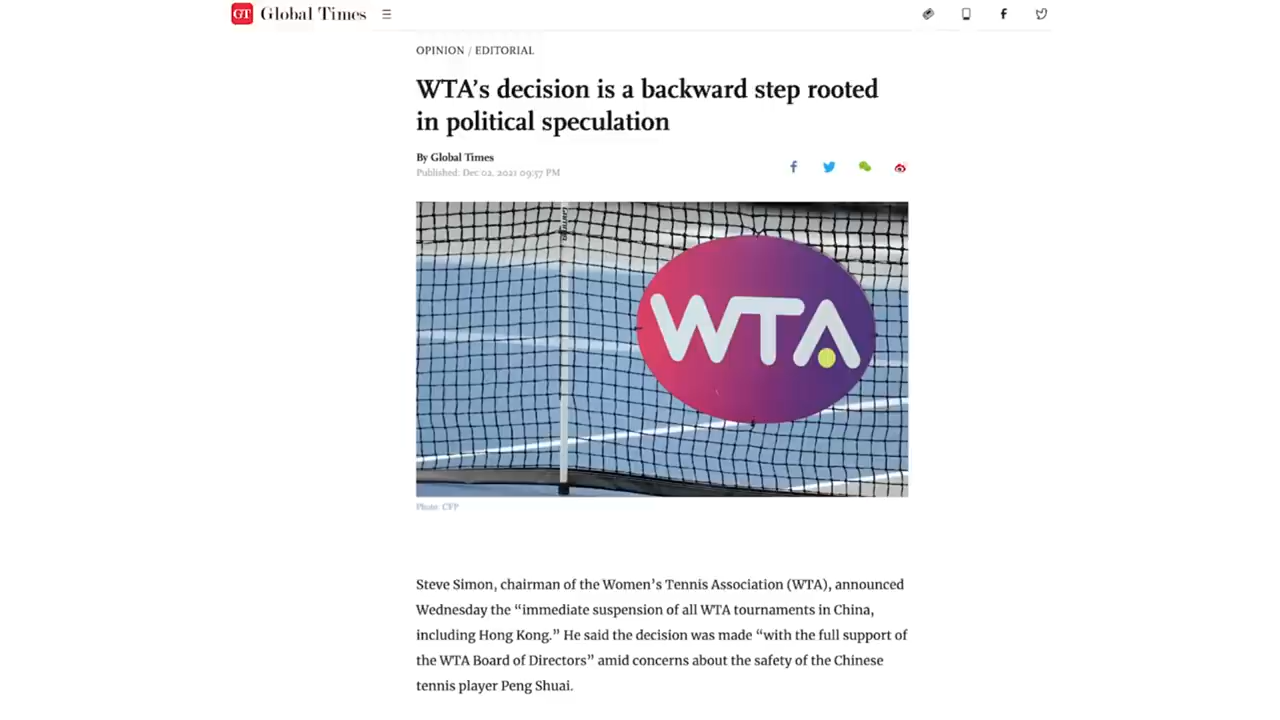 GT Global Times
OPINION / EDITORIAL
WTA's decision is a backward step rooted
in political speculation
By Global Times
Published: Dec 02, 2021 09:57 PM
WTA
Photo: CFP
Steve Simon, chairman of the Women's Tennis Association (WTA), announced
Wednesday the “immediate suspension of all WTA tournaments in China,
including Hong Kong.” He said the decision was made “with the full support of
the WTA Board of Directors” amid concerns about the safety of the Chinese
tennis player Peng Shuai.